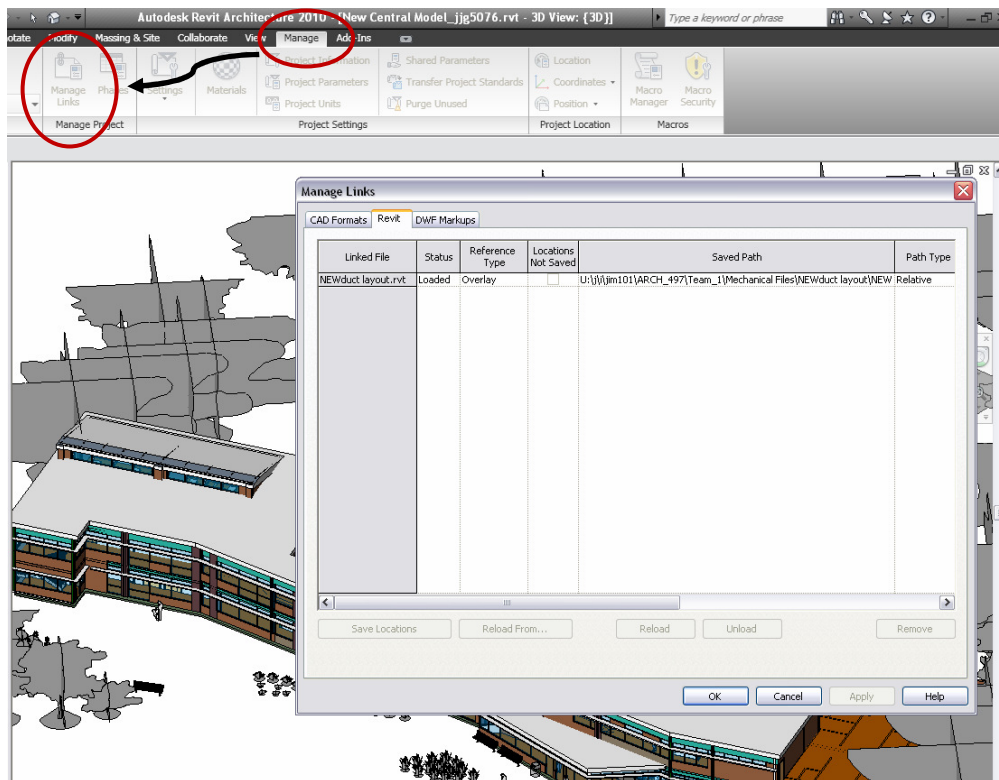 Autodesk Revit Architecture 2010 - [New Central Model_jjg5076.rvt - 3D View: {3D}] Type a keyword or phrase
otate Modify Massing & Site Collaborate View Manage Add-Ins
Manage Links Phases Settings Materials
Project Information
Project Parameters
Project Units
Shared Parameters
Transfer Project Standards
Purge Unused
Location
Coordinates
Position
Macro Manager Macro Security
Manage Project Project Settings Project Location Macros
Manage Links
CAD Formats Revit DWF Markups
Linked File Status Reference Type Locations Not Saved Saved Path Path Type
NEWduct layout.rvt Loaded Overlay U:\j\i\jim101\ARCH_497\Team_1\Mechanical Files\NEWduct layout\NEW Relative
Save Locations Reload From... Reload Unload Remove
OK Cancel Apply Help